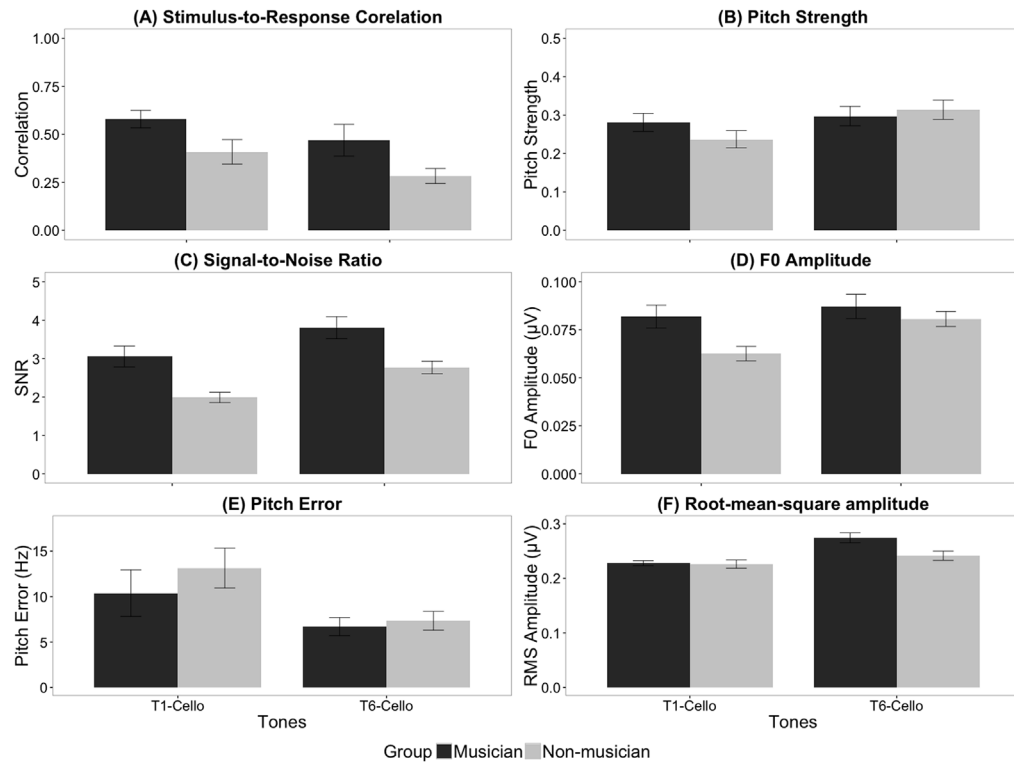 (A) Stimulus-to-Response Corelation
Correlation
1.00
0.75
0.50
0.25
0.00
(B) Pitch Strength
Pitch Strength
0.5
0.4
0.3
0.2
0.1
0.0
(C) Signal-to-Noise Ratio
SNR
5
4
3
2
1
0
(D) F0 Amplitude
F0 Amplitude (μV)
0.100
0.075
0.050
0.025
0.000
(E) Pitch Error
Pitch Error (Hz)
15
10
5
0
T1-Cello T6-Cello
Tones
(F) Root-mean-square amplitude
RMS Amplitude (μV)
0.3
0.2
0.1
0.0
T1-Cello T6-Cello
Tones
Group Musician Non-musician